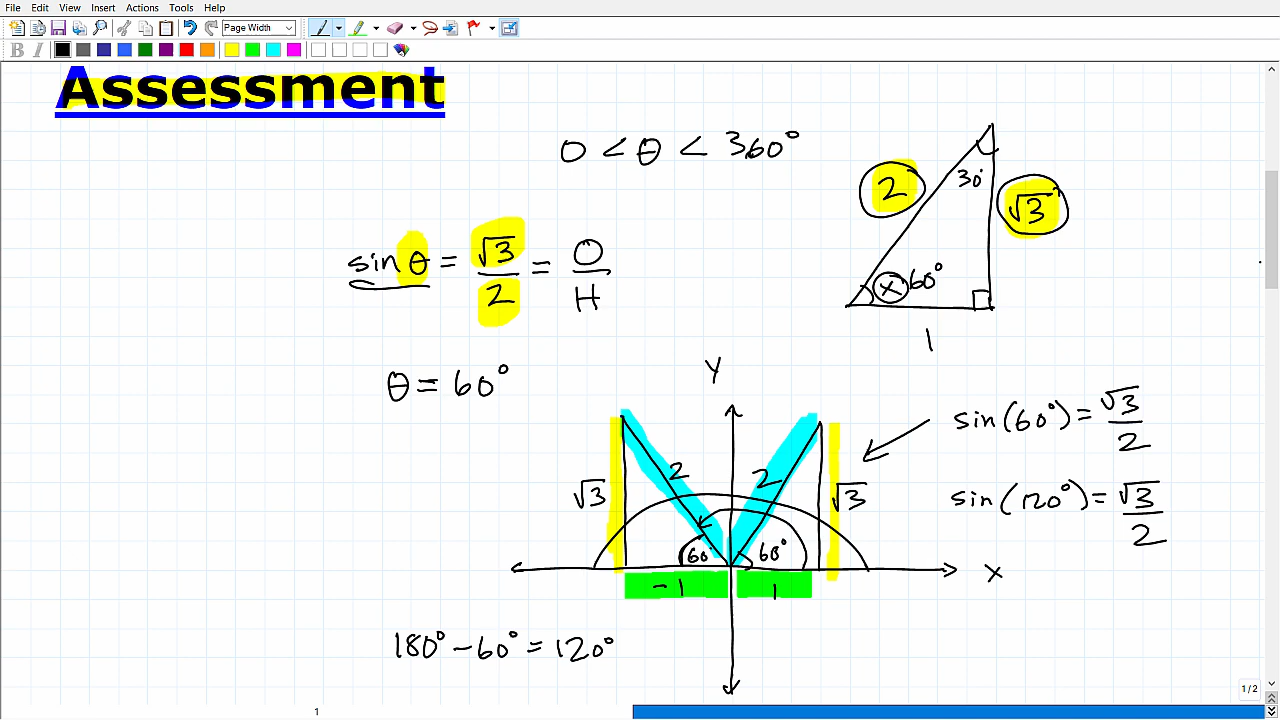 File Edit View Insert Actions Tools Help
Page Width
B I
Assessment
0 < θ < 360°
2
30°
√3
sin θ = √3/2 = O/H
x 60°
1
θ = 60°
Y
sin(60°) = √3/2
√3 2 2 √3
sin(120°) = √3/2
60° 60°
-1 1
X
180° - 60° = 120°
1/2
1